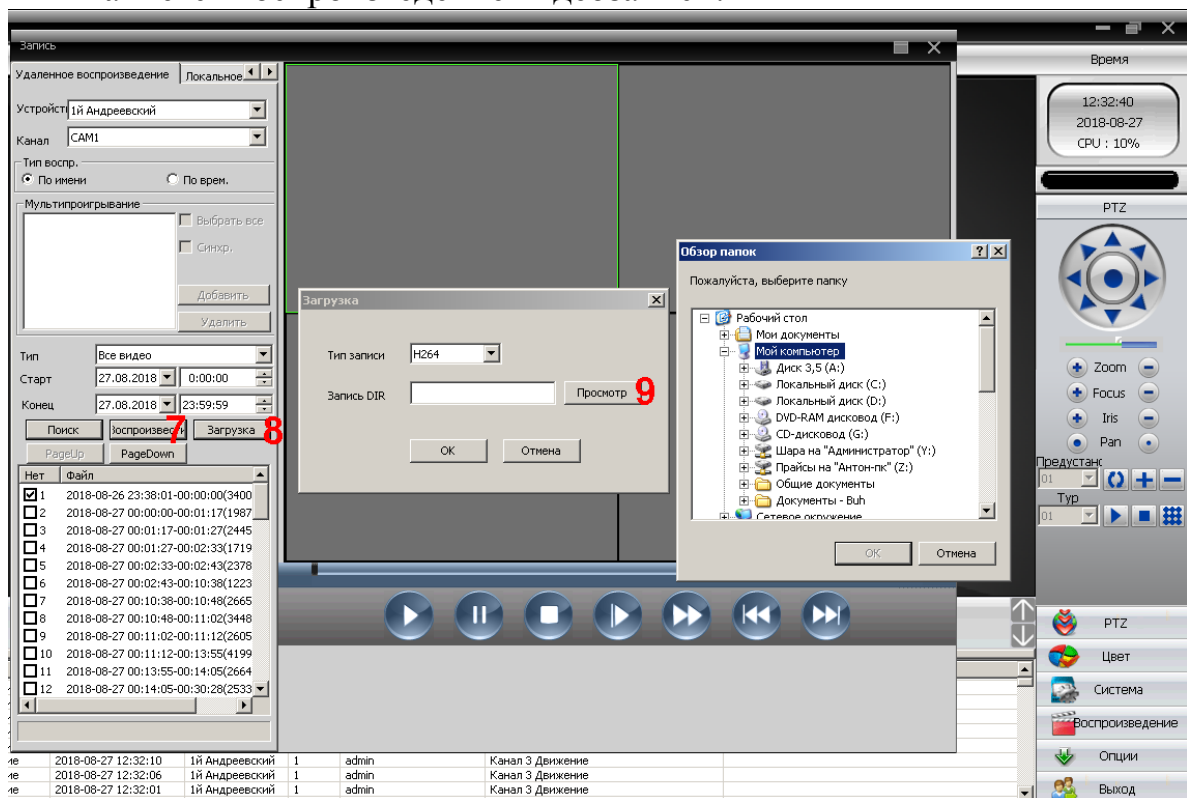 Запись
Время
Удаленное воспроизведение
Локальное
12:32:40
2018-08-27
CPU : 10%
Устройст
1й Андреевский
Канал
CAM1
Тип воспр.
По имени
По врем.
PTZ
Мультипроигрывание
Выбрать все
Синхр.
Добавить
Удалить
Обзор папок
Пожалуйста, выберите папку
Рабочий стол
Мои документы
Мой компьютер
Диск 3,5 (A:)
Локальный диск (C:)
Локальный диск (D:)
DVD-RAM дисковод (F:)
CD-дисковод (G:)
Шара на "Администратор" (Y:)
Прайсы на "Антон-пк" (Z:)
Общие документы
Документы - Buh
Сетевое окружение
OK
Отмена
Загрузка
Тип записи
H264
Запись DIR
Просмотр
9
OK
Отмена
Тип
Все видео
Старт
27.08.2018
0:00:00
Конец
27.08.2018
23:59:59
Поиск
7
Загрузка
8
PageUp
PageDown
Нет
Файл
1 2018-08-26 23:38:01-00:00:00(3400
2 2018-08-27 00:00:00-00:01:17(1987
3 2018-08-27 00:01:17-00:01:27(2445
4 2018-08-27 00:01:27-00:02:33(1719
5 2018-08-27 00:02:33-00:02:43(2378
6 2018-08-27 00:02:43-00:10:38(1223
7 2018-08-27 00:10:38-00:10:48(2665
8 2018-08-27 00:10:48-00:11:02(3448
9 2018-08-27 00:11:02-00:11:12(2605
10 2018-08-27 00:11:12-00:13:55(4199
11 2018-08-27 00:13:55-00:14:05(2664
12 2018-08-27 00:14:05-00:30:28(2533
Zoom
Focus
Iris
Pan
Предустанс
01
Тур
01
PTZ
Цвет
Система
Воспроизведение
Опции
Выход
ие 2018-08-27 12:32:10 1й Андреевский 1 admin Канал 3 Движение
ие 2018-08-27 12:32:06 1й Андреевский 1 admin Канал 3 Движение
ие 2018-08-27 12:32:01 1й Андреевский 1 admin Канал 3 Движение